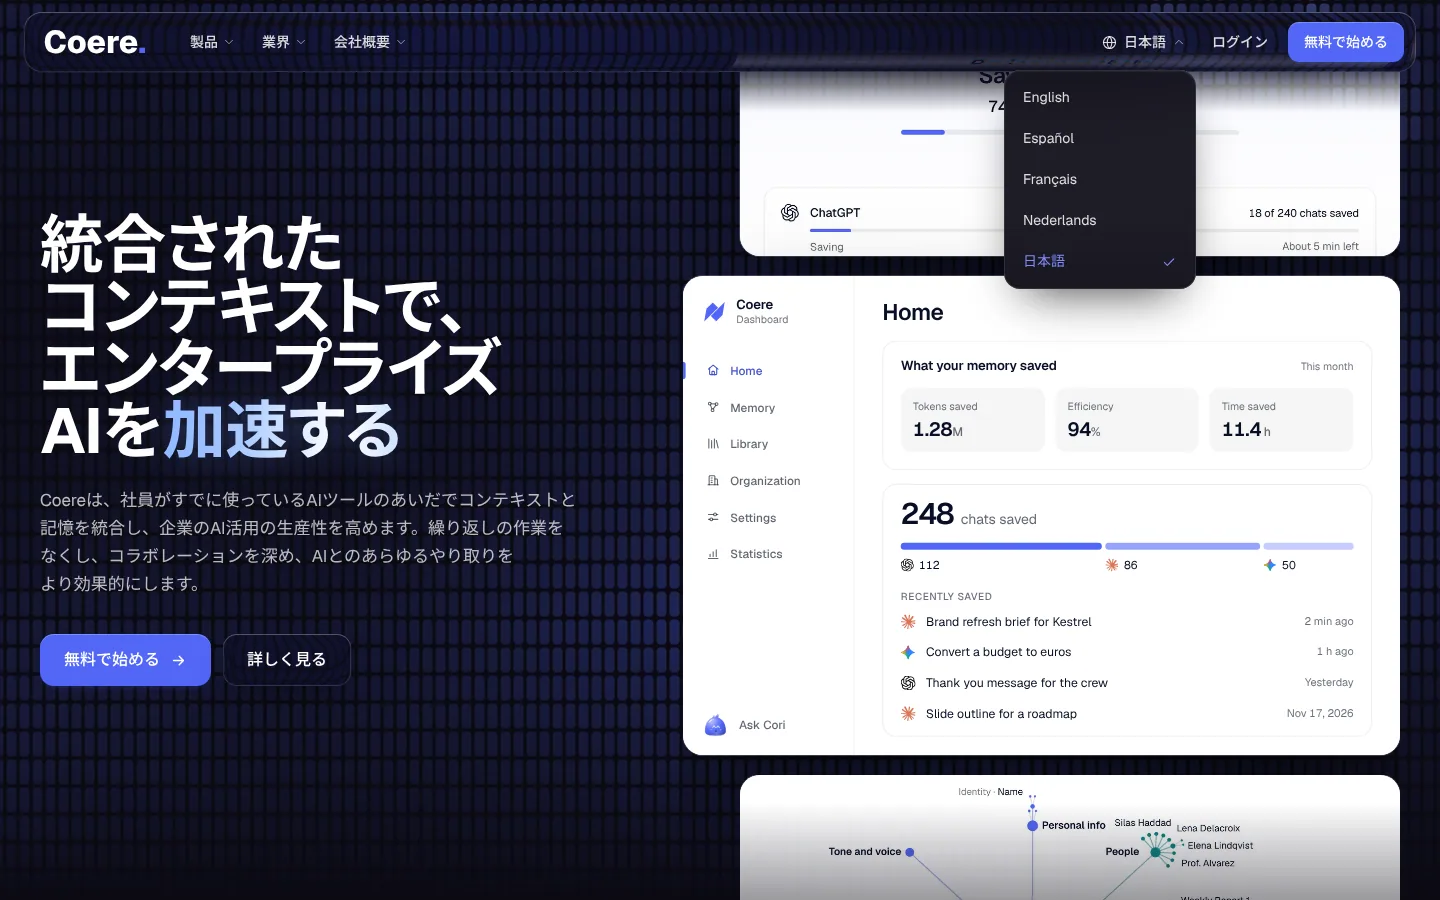 Coere.
製品
業界
会社概要
日本語
ログイン
無料で始める
English
Español
Français
Nederlands
日本語
統合された
コンテキストで、
エンタープライズ
AIを加速する
Coereは、社員がすでに使っているAIツールのあいだでコンテキストと
記憶を統合し、企業のAI活用の生産性を高めます。繰り返しの作業を
なくし、コラボレーションを深め、AIとのあらゆるやり取りを
より効果的にします。
無料で始める →
詳しく見る
ChatGPT
18 of 240 chats saved
Saving
About 5 min left
Coere
Dashboard
Home
Memory
Library
Organization
Settings
Statistics
Ask Cori
Home
What your memory saved
This month
Tokens saved
1.28M
Efficiency
94%
Time saved
11.4 h
248 chats saved
112
86
50
RECENTLY SAVED
Brand refresh brief for Kestrel
2 min ago
Convert a budget to euros
1 h ago
Thank you message for the crew
Yesterday
Slide outline for a roadmap
Nov 17, 2026
Identity · Name
Personal info
Silas Haddad
Lena Delacroix
Tone and voice
People
Elena Lindqvist
Prof. Alvarez